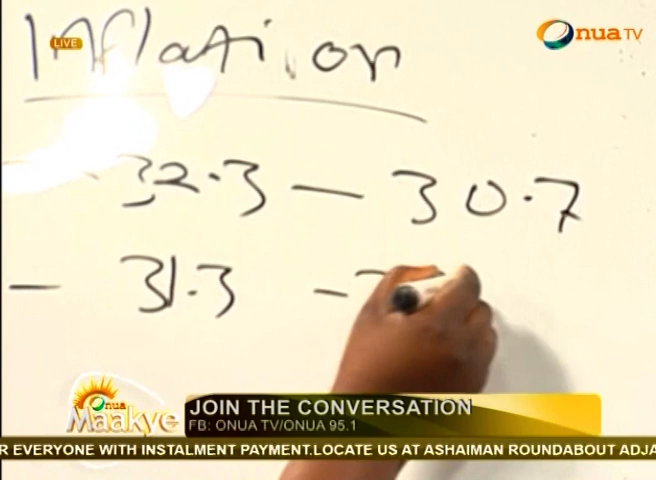 LIVE
Onua TV
Inflation
- 32.3 — 30.7
— 31.3 –
Onua
Maakye
JOIN THE CONVERSATION
FB: ONUA TV/ONUA 95.1
R EVERYONE WITH INSTALMENT PAYMENT.LOCATE US AT ASHAIMAN ROUNDABOUT ADJA